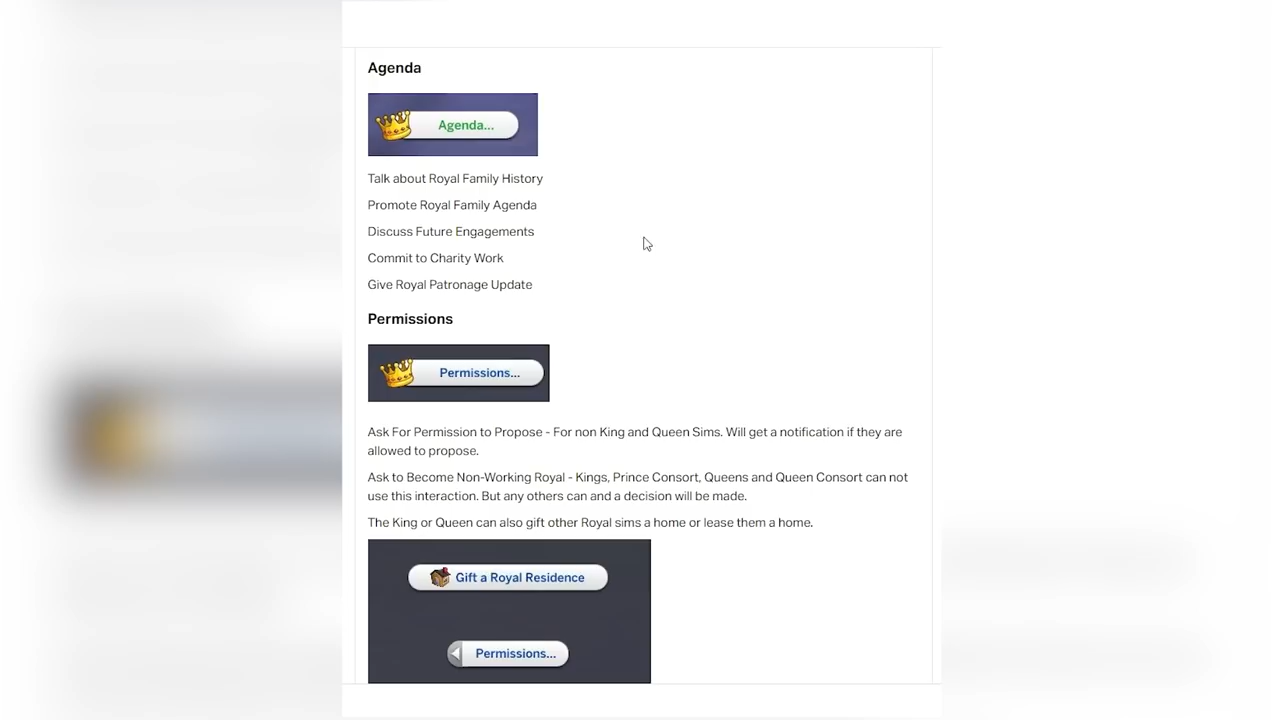 Agenda
Agenda...
Talk about Royal Family History
Promote Royal Family Agenda
Discuss Future Engagements
Commit to Charity Work
Give Royal Patronage Update
Permissions
Permissions...
Ask For Permission to Propose - For non King and Queen Sims. Will get a notification if they are
allowed to propose.
Ask to Become Non-Working Royal - Kings, Prince Consort, Queens and Queen Consort can not
use this interaction. But any others can and a decision will be made.
The King or Queen can also gift other Royal sims a home or lease them a home.
Gift a Royal Residence
Permissions...